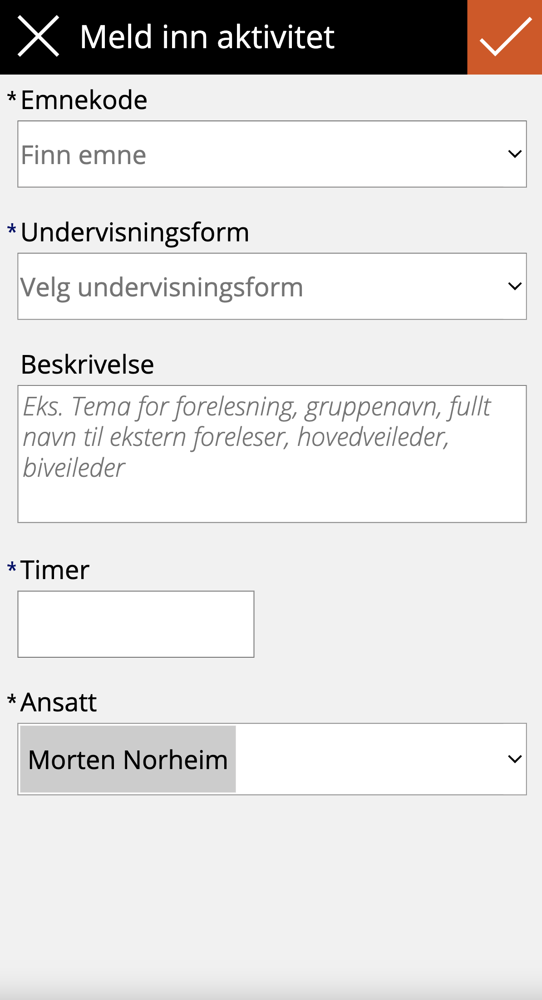 Meld inn aktivitet
*Emnekode
Finn emne
*Undervisningsform
Velg undervisningsform
Beskrivelse
Eks. Tema for forelesning, gruppenavn, fullt
navn til ekstern foreleser, hovedveileder,
biveileder
*Timer
*Ansatt
Morten Norheim